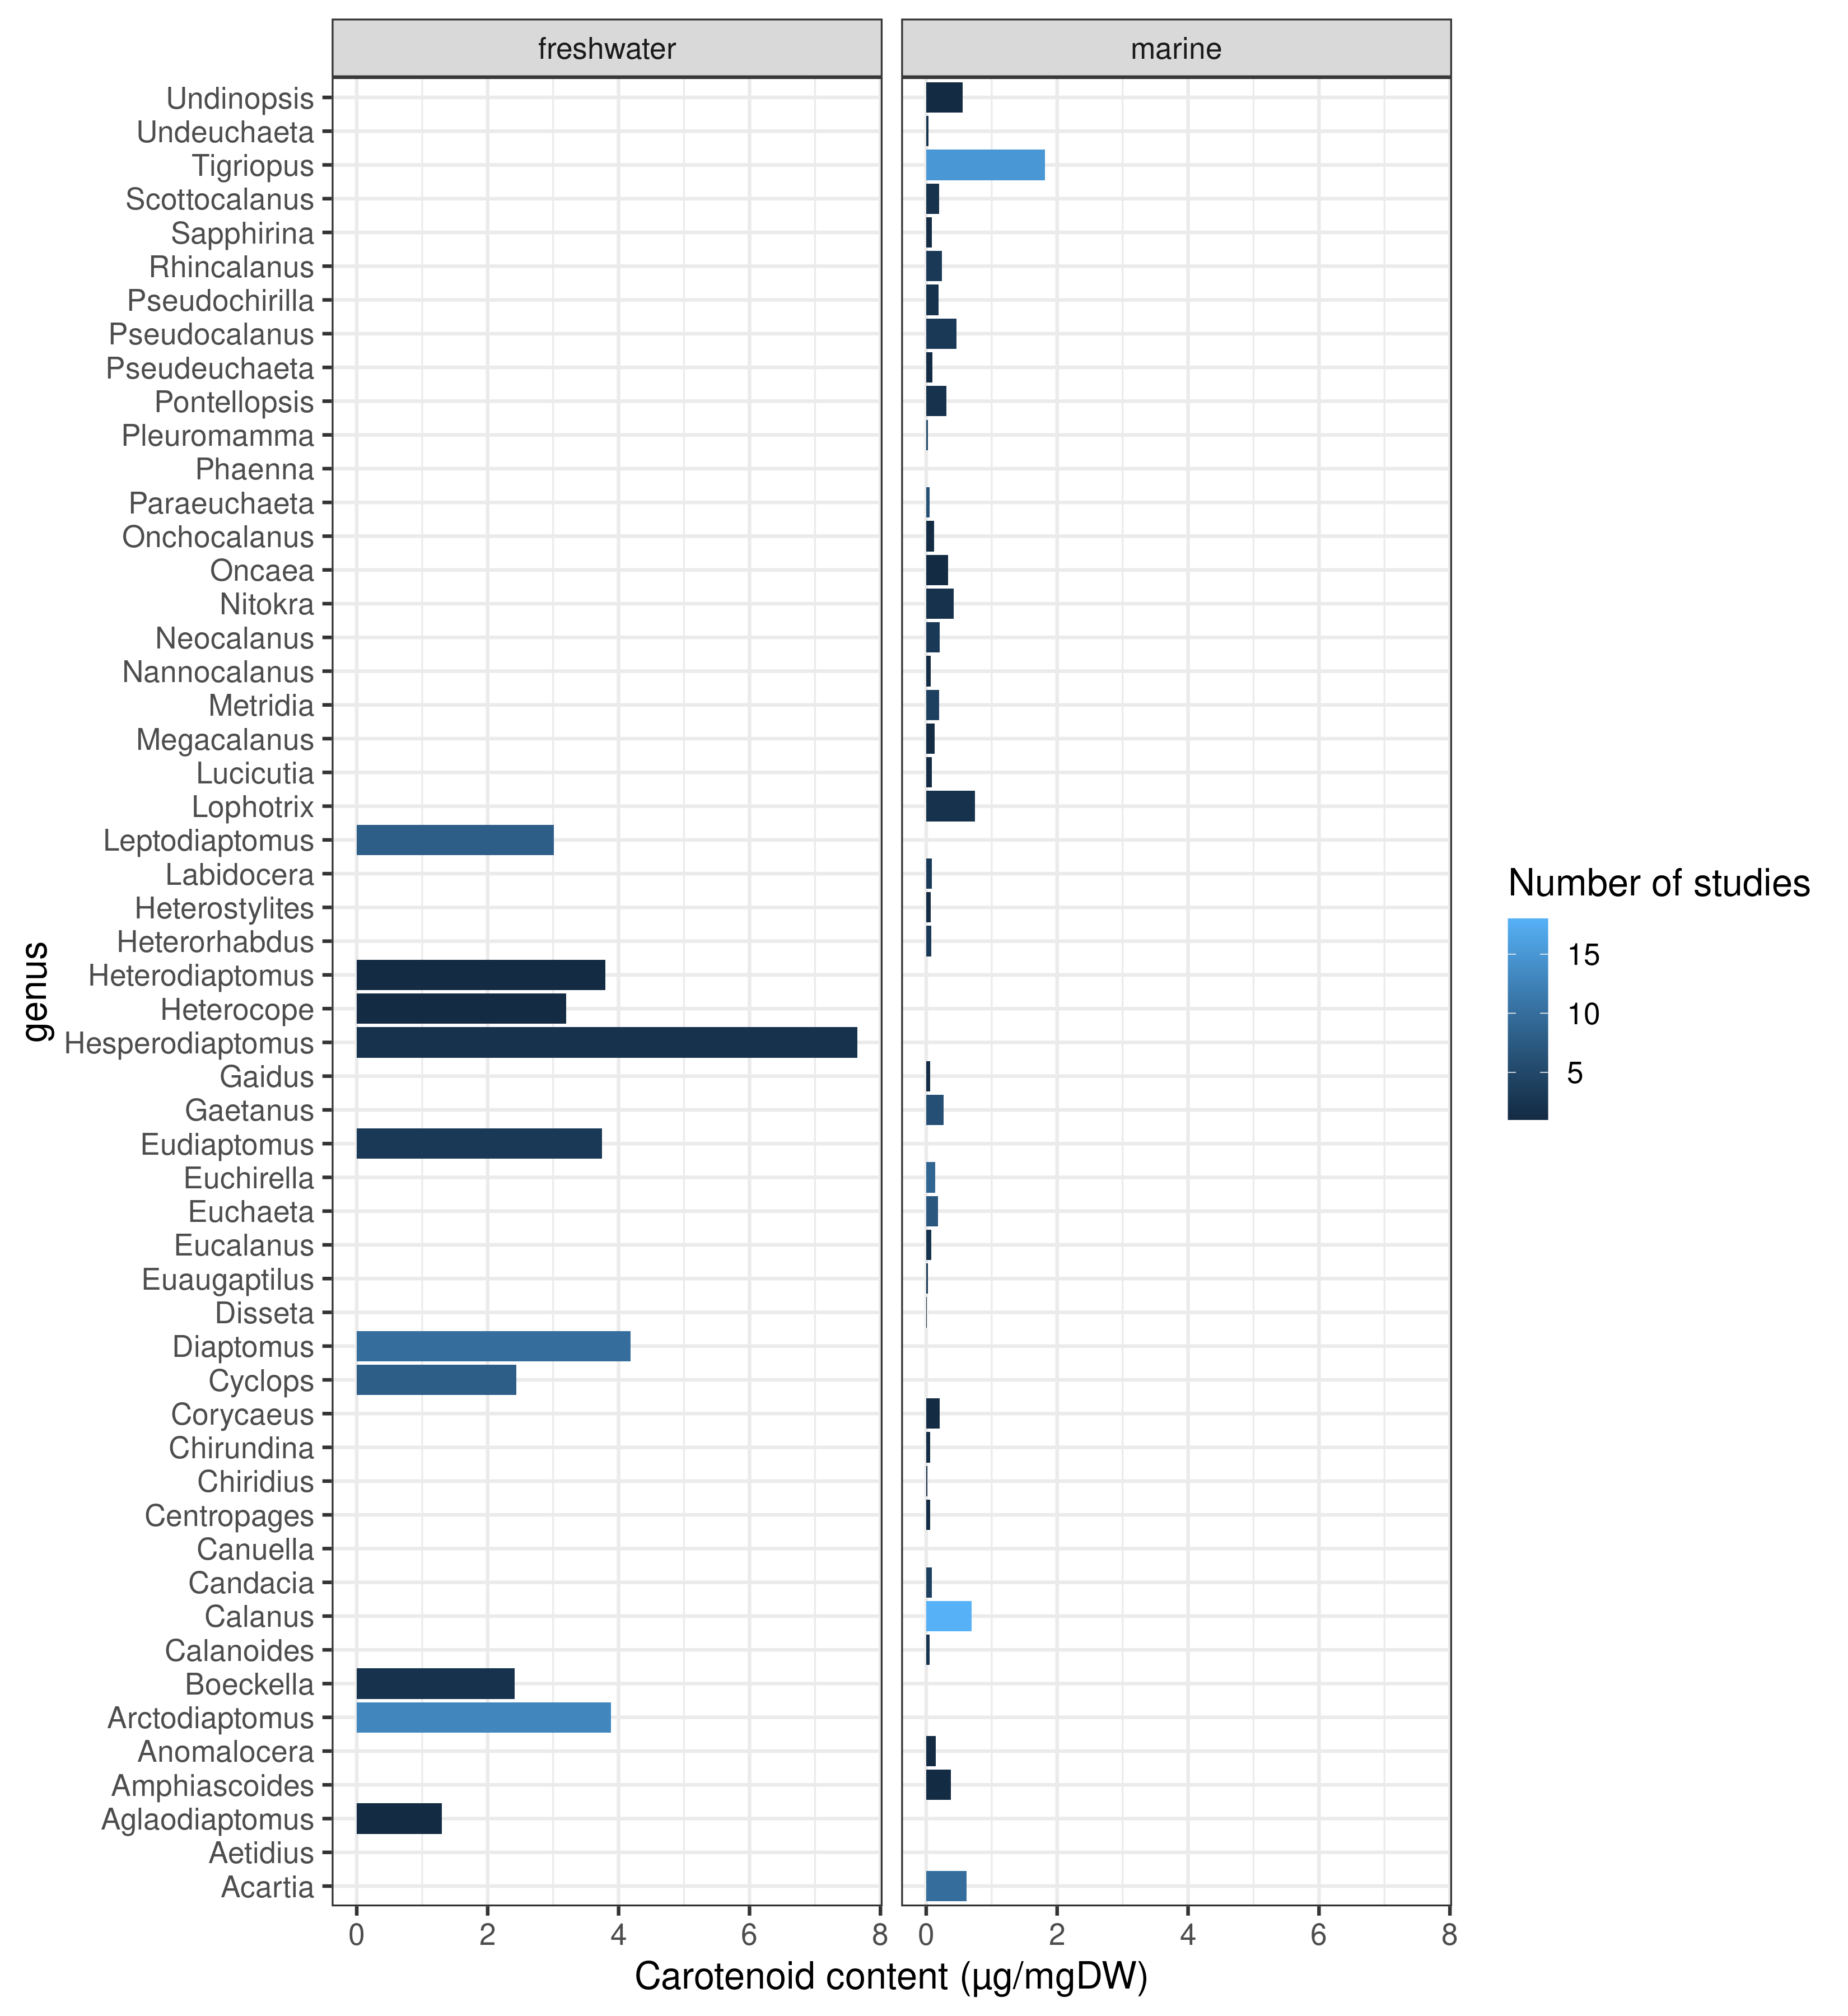 freshwater
marine
Undinopsis
Undeuchaeta
Tigriopus
Scottocalanus
Sapphirina
Rhincalanus
Pseudochirilla
Pseudocalanus
Pseudeuchaeta
Pontellopsis
Pleuromamma
Phaenna
Paraeuchaeta
Onchocalanus
Oncaea
Nitokra
Neocalanus
Nannocalanus
Metridia
Megacalanus
Lucicutia
Lophotrix
Leptodiaptomus
Labidocera
Heterostylites
Heterorhabdus
Heterodiaptomus
Heterocope
Hesperodiaptomus
Gaidus
Gaetanus
Eudiaptomus
Euchirella
Euchaeta
Eucalanus
Euaugaptilus
Disseta
Diaptomus
Cyclops
Corycaeus
Chirundina
Chiridius
Centropages
Canuella
Candacia
Calanus
Calanoides
Boeckella
Arctodiaptomus
Anomalocera
Amphiascoides
Aglaodiaptomus
Aetidius
Acartia
genus
0 2 4 6 8
0 2 4 6 8
Carotenoid content (µg/mgDW)
Number of studies
15
10
5